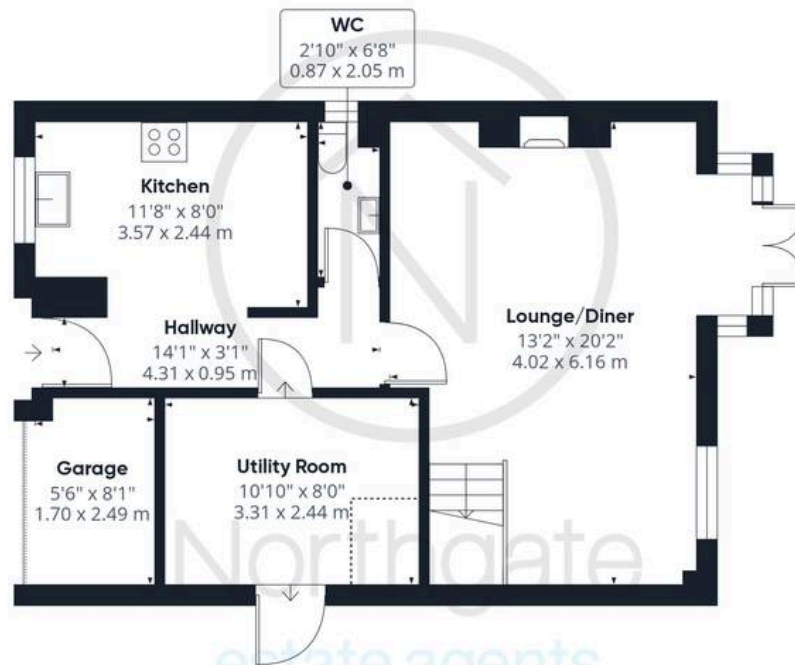 WC
2'10" x 6'8"
0.87 x 2.05 m
Kitchen
11'8" x 8'0"
3.57 x 2.44 m
Hallway
14'1" x 3'1"
4.31 x 0.95 m
Lounge/Diner
13'2" x 20'2"
4.02 x 6.16 m
Garage
5'6" x 8'1"
1.70 x 2.49 m
Utility Room
10'10" x 8'0"
3.31 x 2.44 m
N
Northgate
estate agents